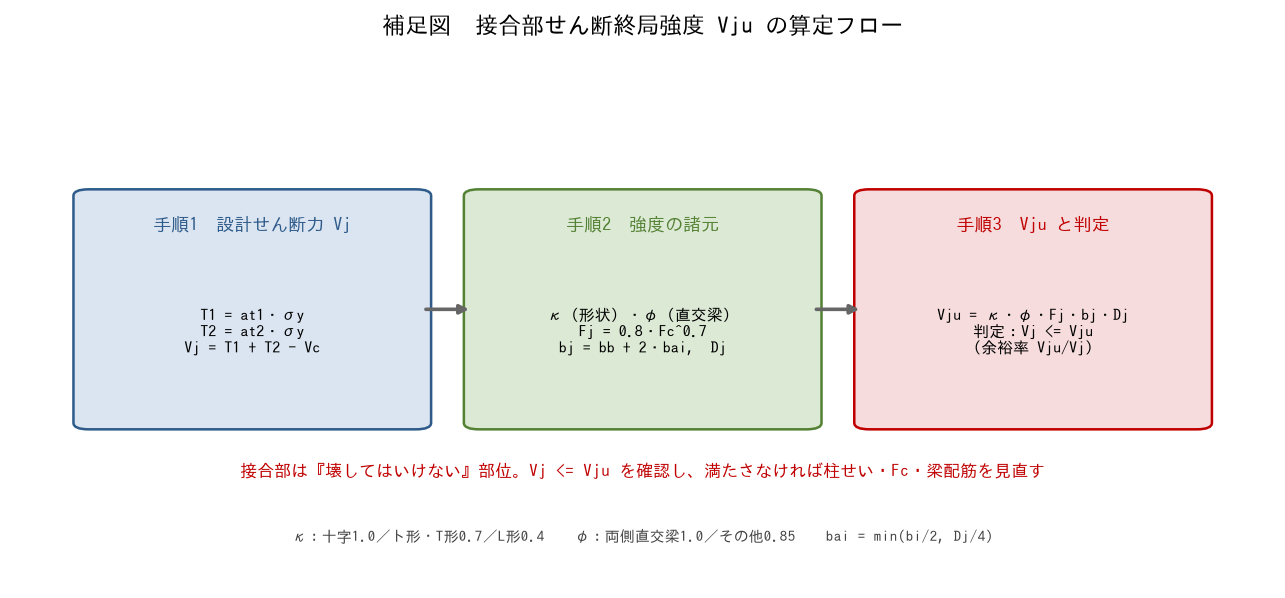 補足図　接合部せん断終局強度 Vju の算定フロー
手順1　設計せん断力 Vj
T1 = at1・σy
T2 = at2・σy
Vj = T1 + T2 − Vc
手順2　強度の諸元
κ（形状）・φ（直交梁）
Fj = 0.8・Fc^0.7
bj = bb + 2・bai,　Dj
手順3　Vju と判定
Vju = κ・φ・Fj・bj・Dj
判定：Vj <= Vju
（余裕率 Vju/Vj）
接合部は『壊してはいけない』部位。Vj <= Vju を確認し、満たさなければ柱せい・Fc・梁配筋を見直す
κ：十字1.0／ト形・T形0.7／L形0.4　　φ：両側直交梁1.0／その他0.85　　bai = min(bi/2, Dj/4)